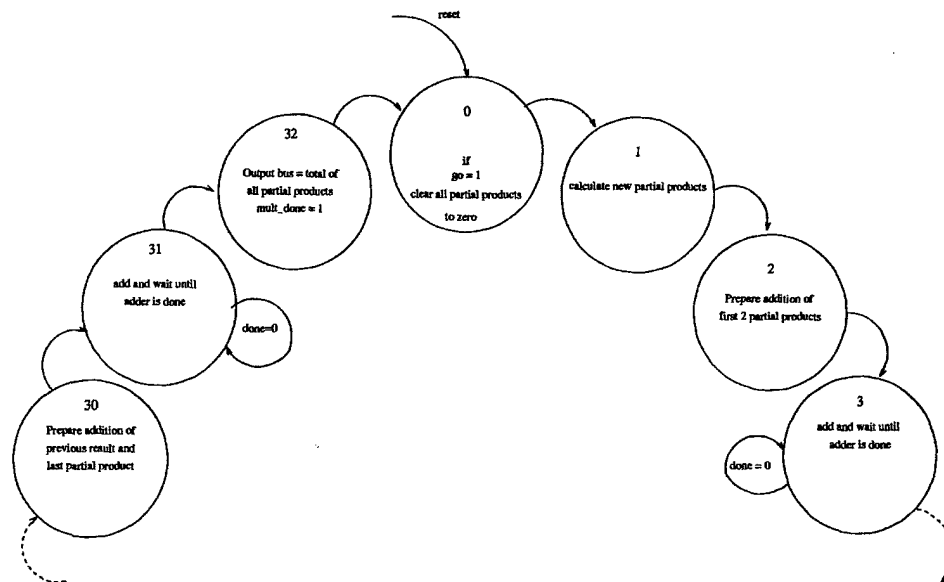 reset
0
if
go = 1
clear all partial products
to zero
1
calculate new partial products
2
Prepare addition of
first 2 partial products
3
add and wait until
adder is done
done = 0
30
Prepare addition of
previous result and
last partial product
31
add and wait until
adder is done
done=0
32
Output bus = total of
all partial products
mult_done = 1